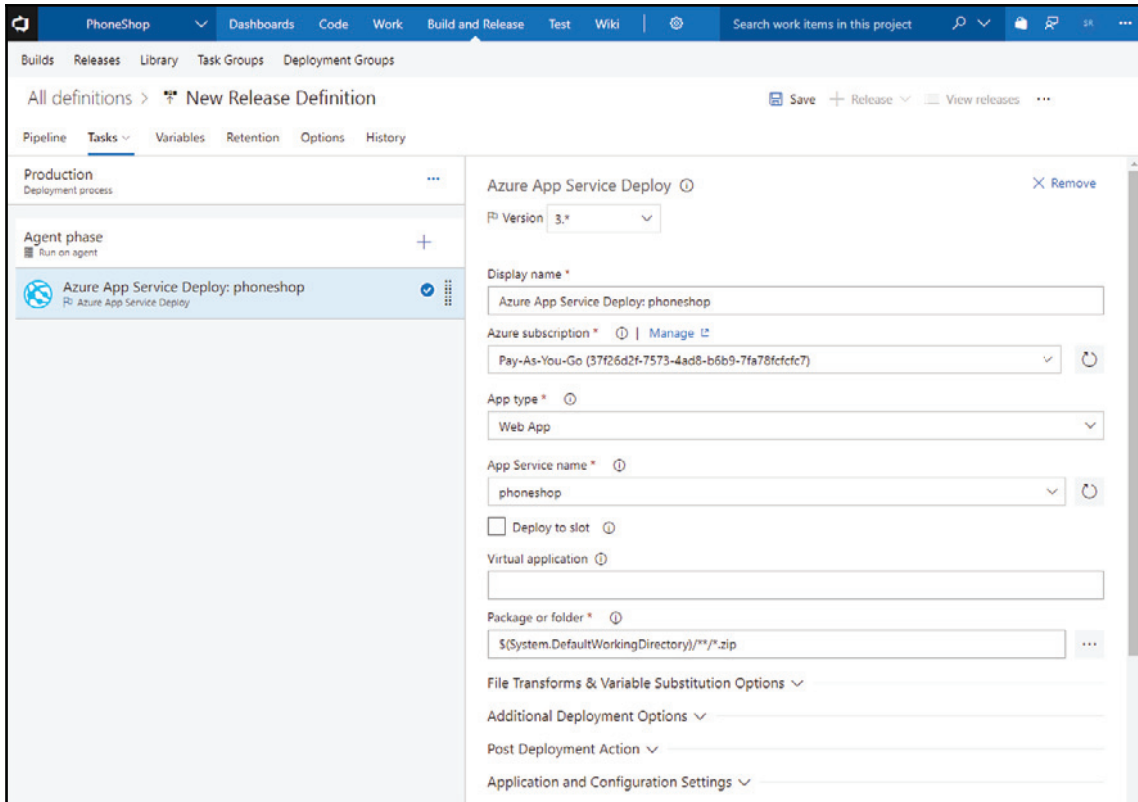 PhoneShop Dashboards Code Work Build and Release Test Wiki Search work items in this project SR ...
Builds Releases Library Task Groups Deployment Groups
All definitions > New Release Definition
Save + Release View releases ...
Pipeline Tasks Variables Retention Options History
Production
Deployment process
...
Agent phase
Run on agent
+
Azure App Service Deploy: phoneshop
Azure App Service Deploy
Azure App Service Deploy
Remove
Version 3.*
Display name *
Azure App Service Deploy: phoneshop
Azure subscription * | Manage
Pay-As-You-Go (37f26d2f-7573-4ad8-b6b9-7fa78fcfcfc7)
App type *
Web App
App Service name *
phoneshop
Deploy to slot
Virtual application
Package or folder *
$(System.DefaultWorkingDirectory)/**/*.zip
...
File Transforms & Variable Substitution Options
Additional Deployment Options
Post Deployment Action
Application and Configuration Settings